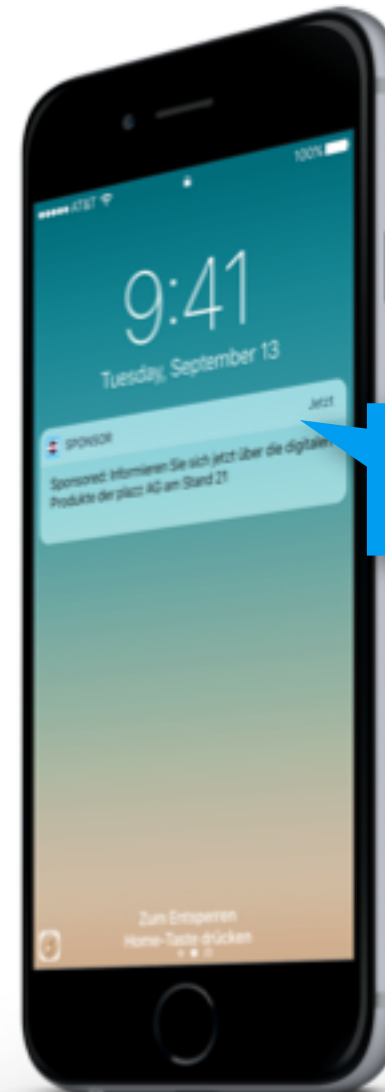 AT&T
100%
9:41
Tuesday, September 13
SPONSOR
Jetzt
Sponsored: Informieren Sie sich jetzt über die digitalen
Produkte der plazz AG am Stand 21
Zum Entsperren
Home-Taste drücken